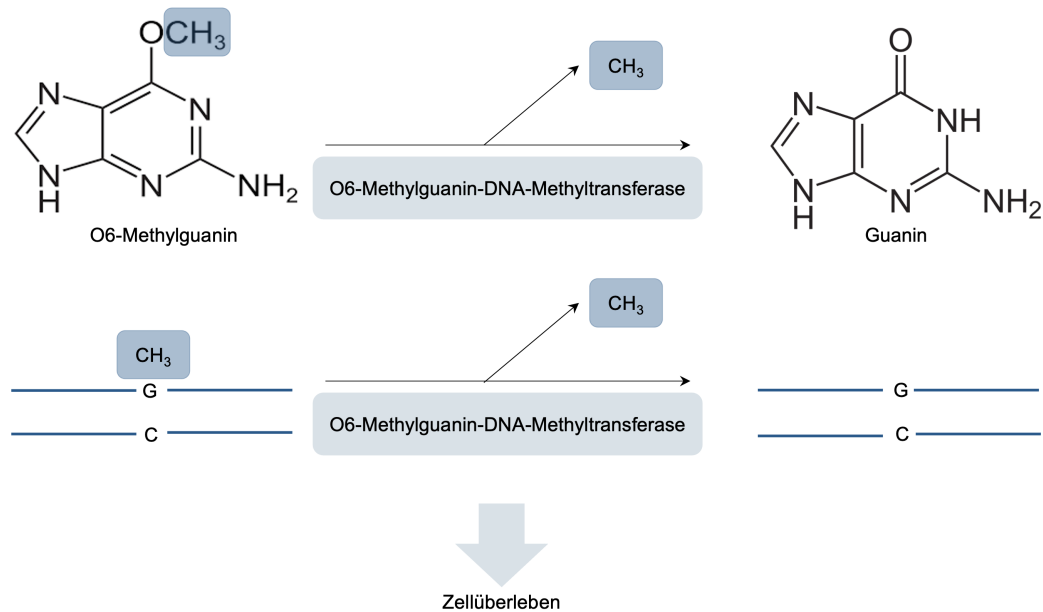 OCH₃
CH₃
O
N
N
N
NH
N
N
N
H
NH₂
N
N
H
NH₂
O6-Methylguanin-DNA-Methyltransferase
O6-Methylguanin
Guanin
CH₃
CH₃
G
G
C
C
O6-Methylguanin-DNA-Methyltransferase
Zellüberleben